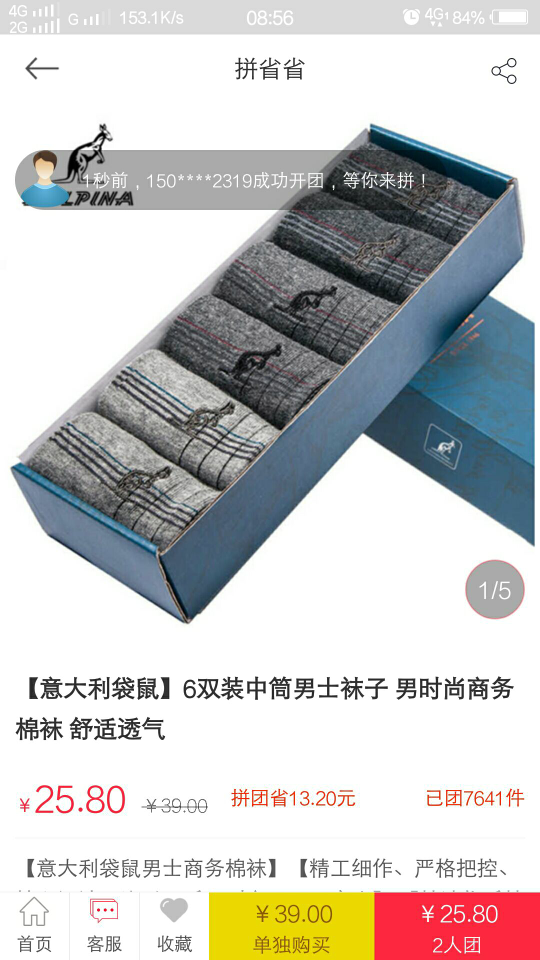 4G
2G
G
153.1K/s
08:56
4G
84%
拼省省
1秒前，150****2319成功开团，等你来拼！
1/5
【意大利袋鼠】6双装中筒男士袜子 男时尚商务
棉袜 舒适透气
¥25.80 ¥39.00 拼团省13.20元 已团7641件
【意大利袋鼠男士商务棉袜】【精工细作、严格把控、
首页
客服
收藏
¥39.00
单独购买
¥25.80
2人团